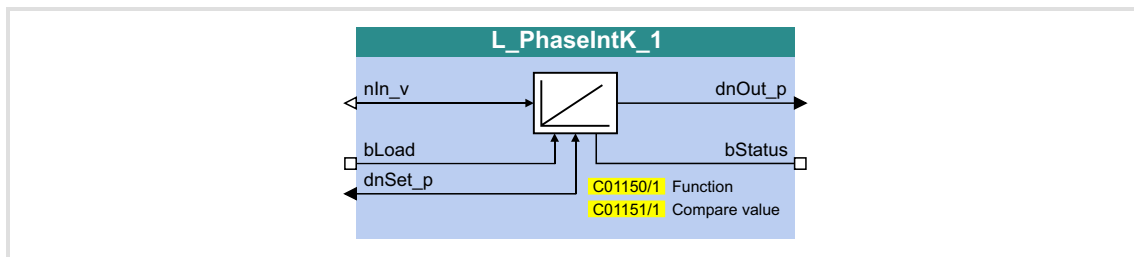 L_PhaseIntK_1
nIn_v
dnOut_p
bLoad
bStatus
dnSet_p
C01150/1 Function
C01151/1 Compare value